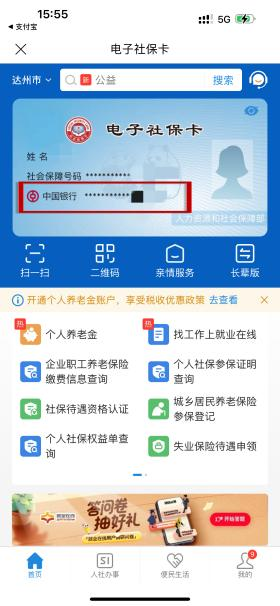 15:55
5G
支付宝
电子社保卡
达州市
新 公益
搜索
电子社保卡
姓 名
社会保障号码 ***********
中国银行 ***********
人力资源和社会保障部
扫一扫
二维码
亲情服务
长辈版
开通个人养老金账户，享受税收优惠政策 去查看
热
个人养老金
热
找工作上就业在线
企业职工养老保险
缴费信息查询
个人社保参保证明
查询
社保待遇资格认证
城乡居民养老保险
参保登记
个人社保权益单查
询
失业保险待遇申领
答问卷
抽好礼
开始答题
首页
人社办事
便民生活
9
我的